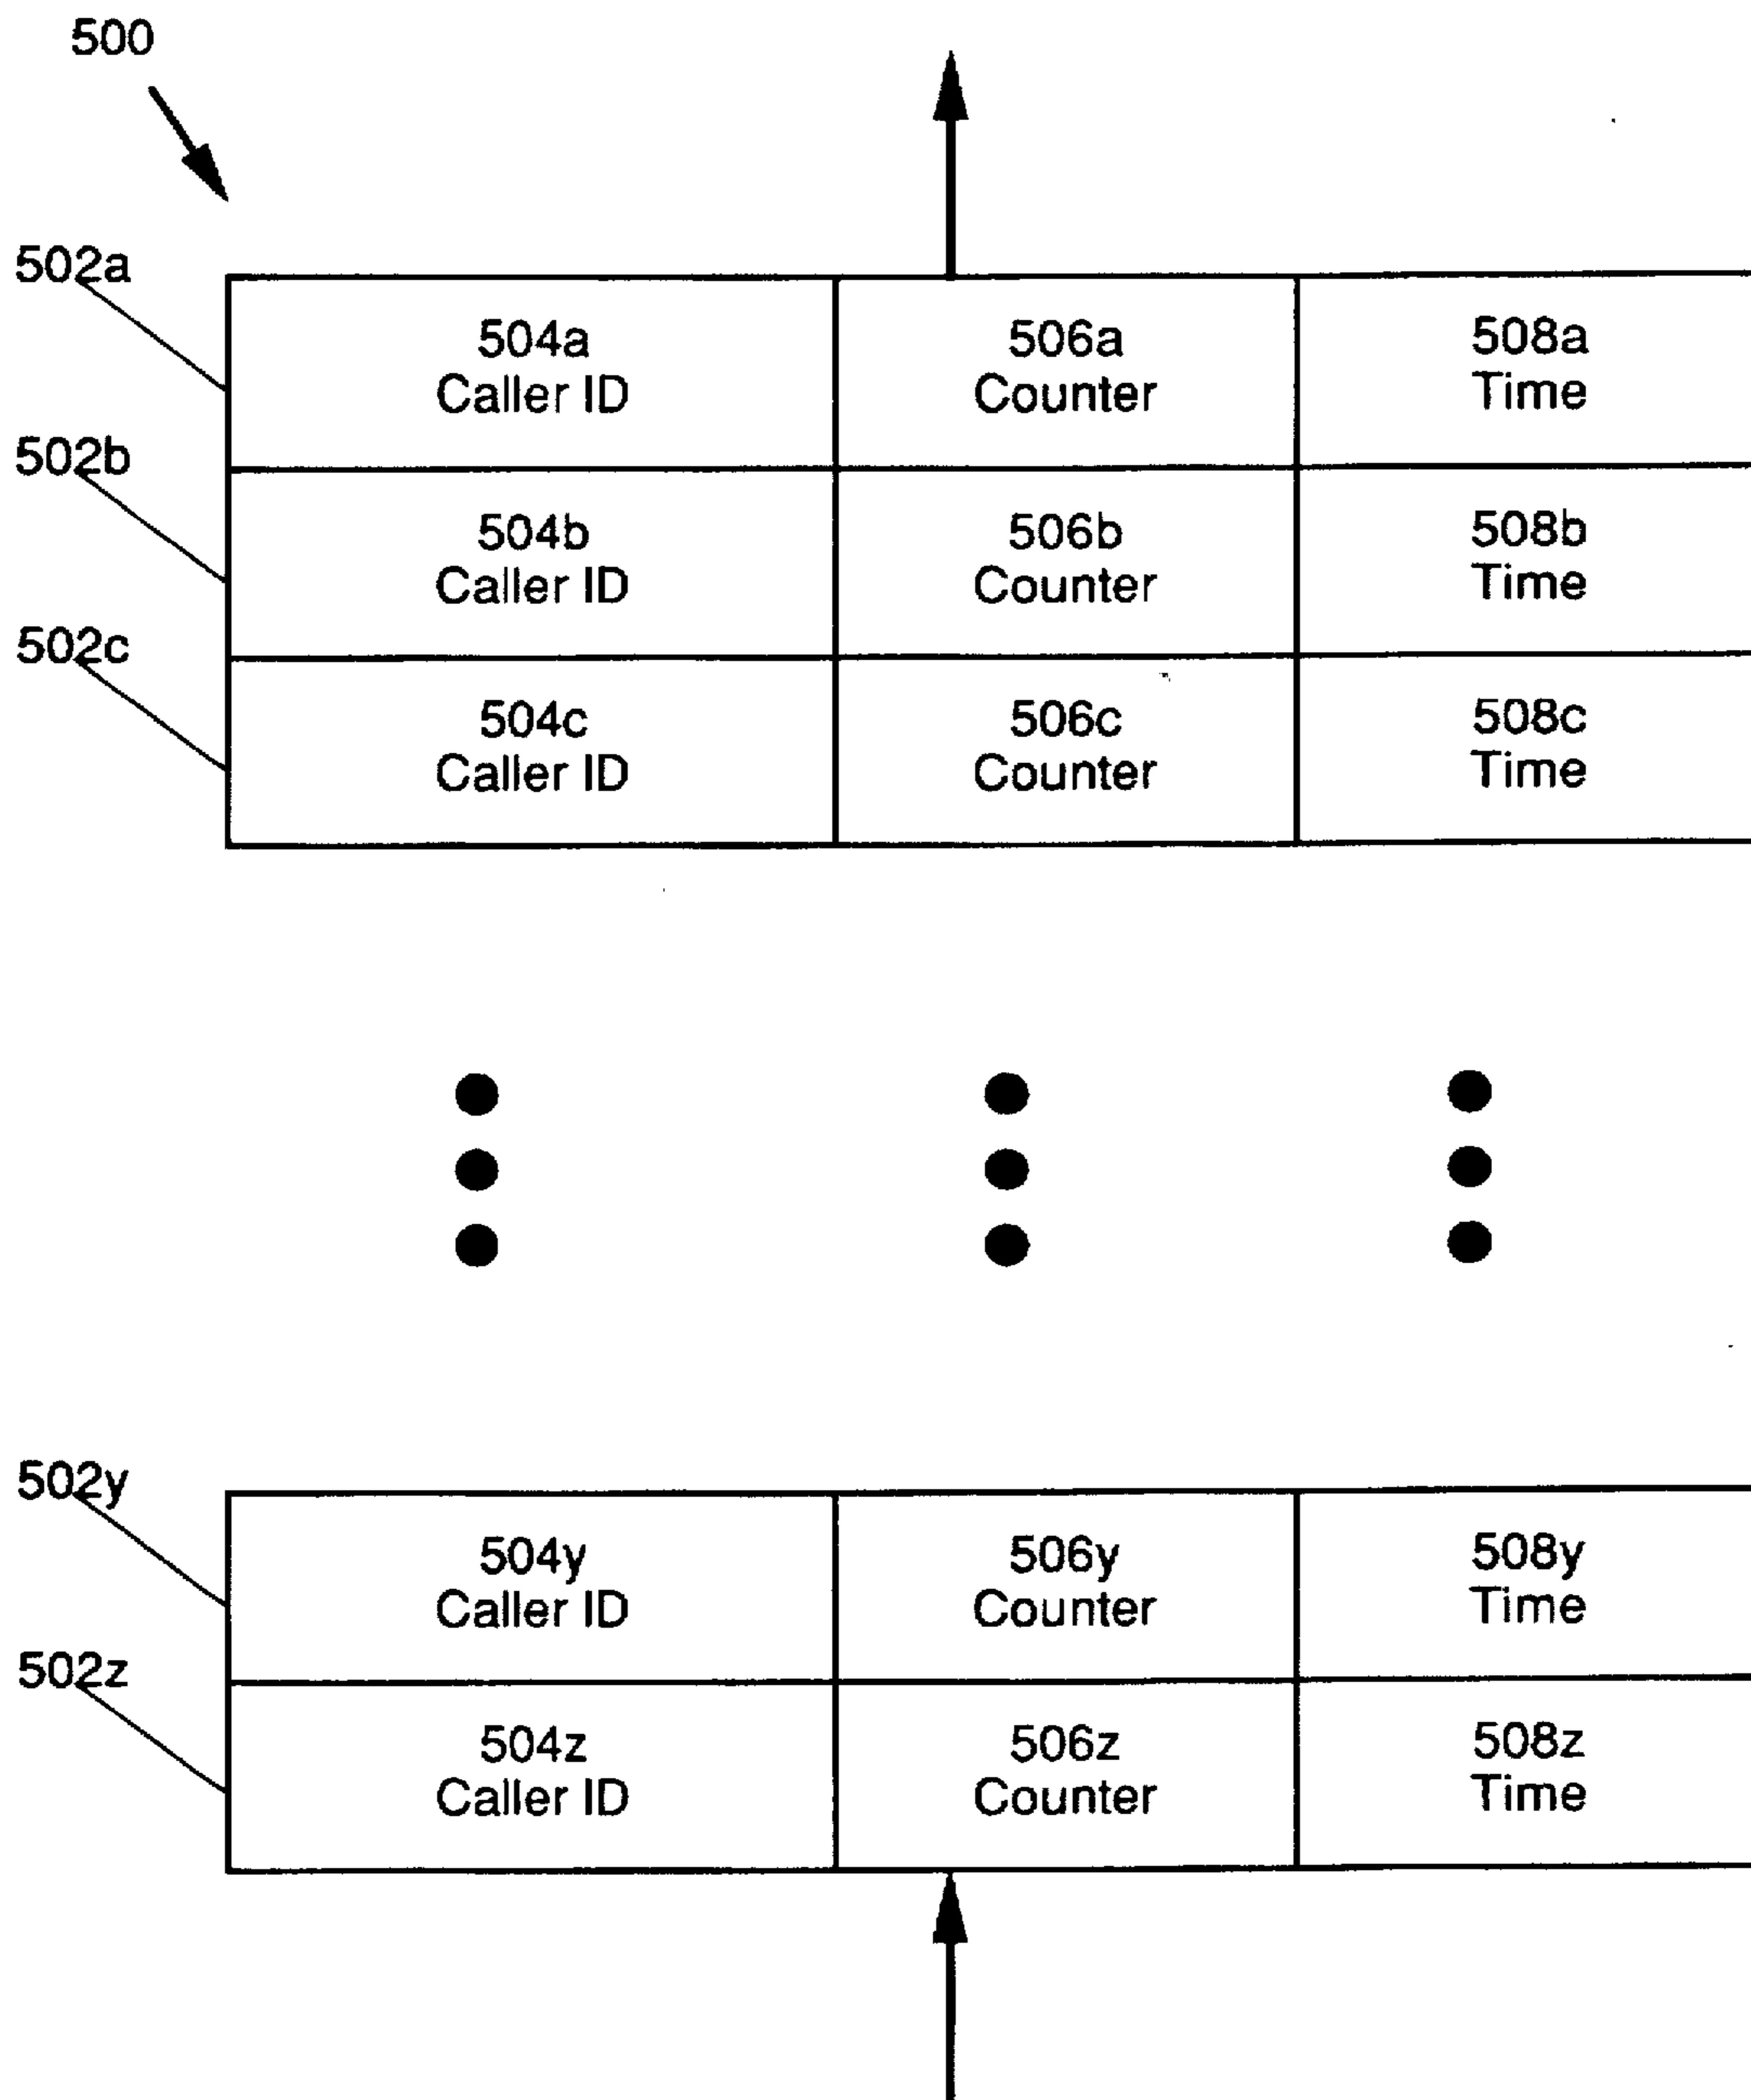 500
502a
504a
Caller ID
506a
Counter
508a
Time
502b
504b
Caller ID
506b
Counter
508b
Time
502c
504c
Caller ID
506c
Counter
508c
Time
502y
504y
Caller ID
506y
Counter
508y
Time
502z
504z
Caller ID
506z
Counter
508z
Time